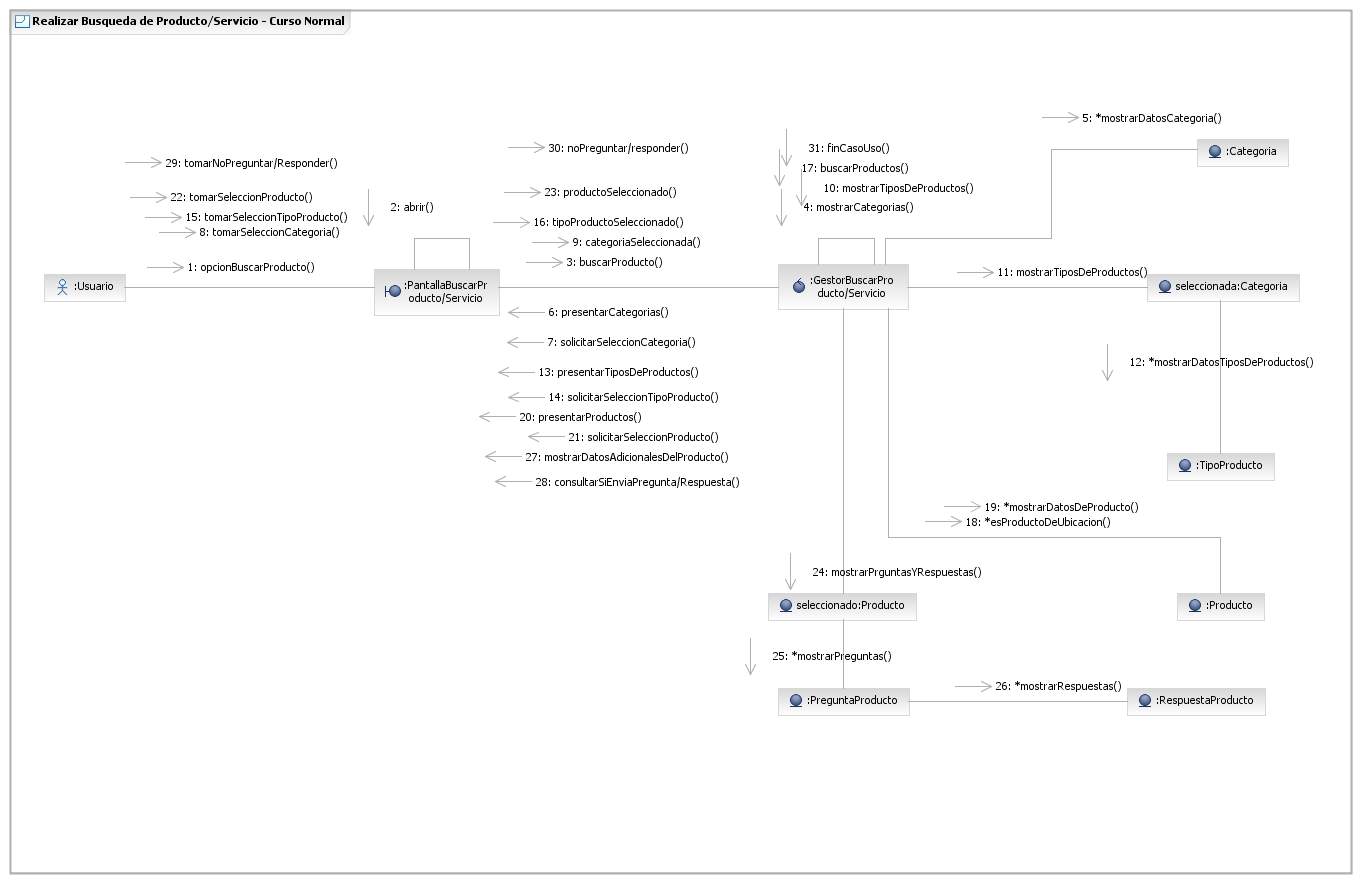 Realizar Busqueda de Producto/Servicio - Curso Normal
5: *mostrarDatosCategoria()
30: noPreguntar/responder()
31: finCasoUso()
:Categoria
29: tomarNoPreguntar/Responder()
17: buscarProductos()
22: tomarSeleccionProducto()
23: productoSeleccionado()
10: mostrarTiposDeProductos()
2: abrir()
4: mostrarCategorias()
15: tomarSeleccionTipoProducto()
16: tipoProductoSeleccionado()
8: tomarSeleccionCategoria()
9: categoriaSeleccionada()
1: opcionBuscarProducto()
3: buscarProducto()
11: mostrarTiposDeProductos()
:Usuario
:PantallaBuscarPr
oducto/Servicio
:GestorBuscarPro
ducto/Servicio
seleccionada:Categoria
6: presentarCategorias()
7: solicitarSeleccionCategoria()
12: *mostrarDatosTiposDeProductos()
13: presentarTiposDeProductos()
14: solicitarSeleccionTipoProducto()
20: presentarProductos()
21: solicitarSeleccionProducto()
27: mostrarDatosAdicionalesDelProducto()
:TipoProducto
28: consultarSiEnviaPregunta/Respuesta()
19: *mostrarDatosDeProducto()
18: *esProductoDeUbicacion()
24: mostrarPrguntasYRespuestas()
seleccionado:Producto
:Producto
25: *mostrarPreguntas()
26: *mostrarRespuestas()
:PreguntaProducto
:RespuestaProducto